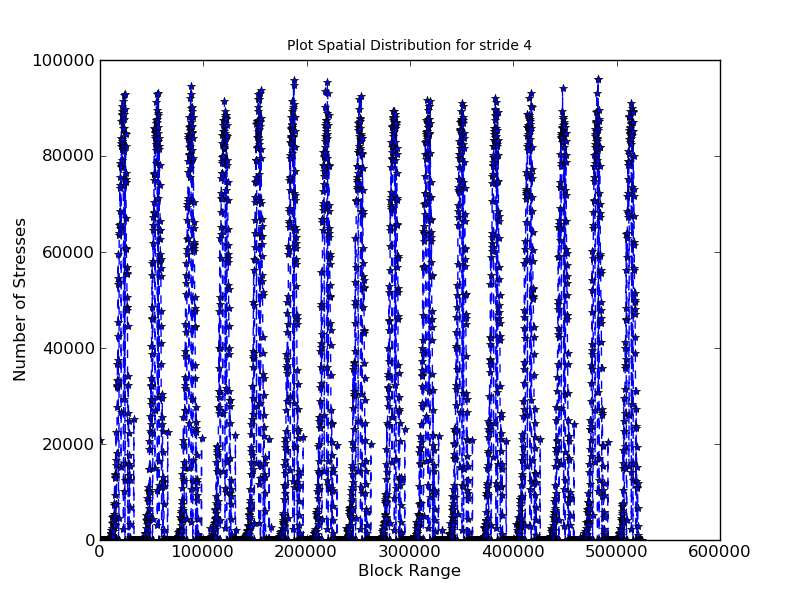 Plot Spatial Distribution for stride 4
100000
80000
60000
40000
20000
0
Number of Stresses
0 100000 200000 300000 400000 500000 600000
Block Range